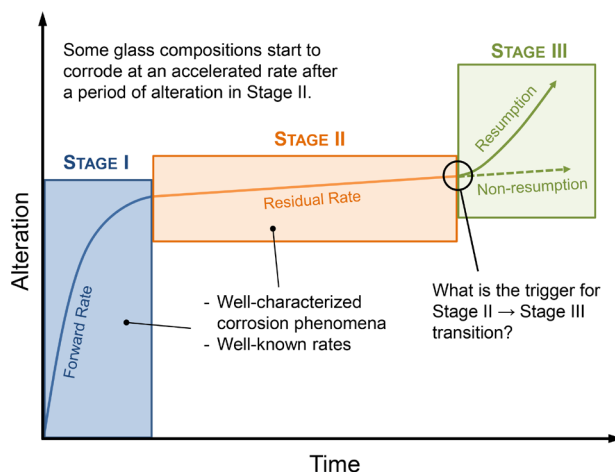 Some glass compositions start to
corrode at an accelerated rate after
a period of alteration in Stage II.
STAGE III
STAGE II
STAGE I
Resumption
Non-resumption
Residual Rate
Forward Rate
- Well-characterized
corrosion phenomena
- Well-known rates
What is the trigger for
Stage II → Stage III
transition?
Alteration
Time